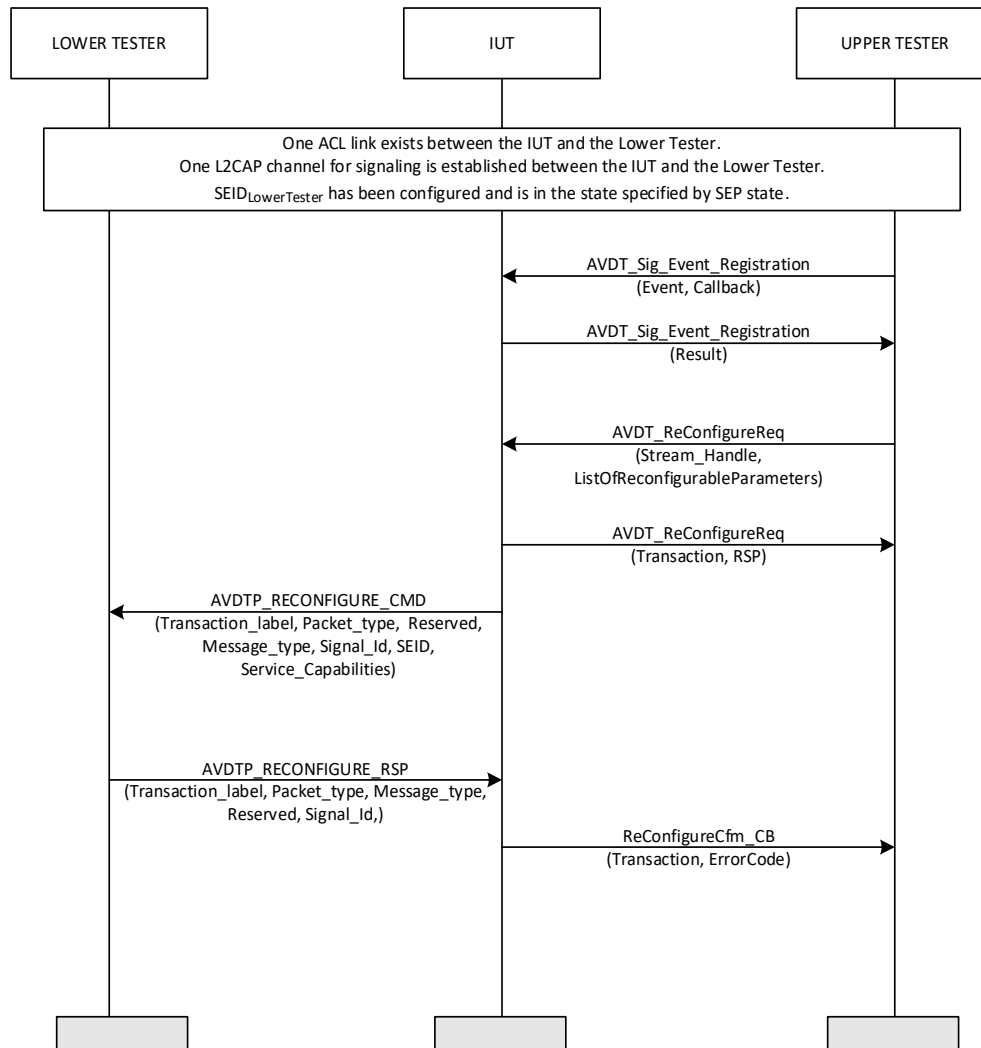 LOWER TESTER
IUT
UPPER TESTER
One ACL link exists between the IUT and the Lower Tester.
One L2CAP channel for signaling is established between the IUT and the Lower Tester.
SEID LowerTester has been configured and is in the state specified by SEP state.
AVDT_Sig_Event_Registration
(Event, Callback)
AVDT_Sig_Event_Registration
(Result)
AVDT_ReConfigureReq
(Stream_Handle,
ListOfReconfigurableParameters)
AVDT_ReConfigureReq
(Transaction, RSP)
AVDTP_RECONFIGURE_CMD
(Transaction_label, Packet_type, Reserved,
Message_type, Signal_Id, SEID,
Service_Capabilities)
AVDTP_RECONFIGURE_RSP
(Transaction_label, Packet_type, Message_type,
Reserved, Signal_Id,)
ReConfigureCfm_CB
(Transaction, ErrorCode)